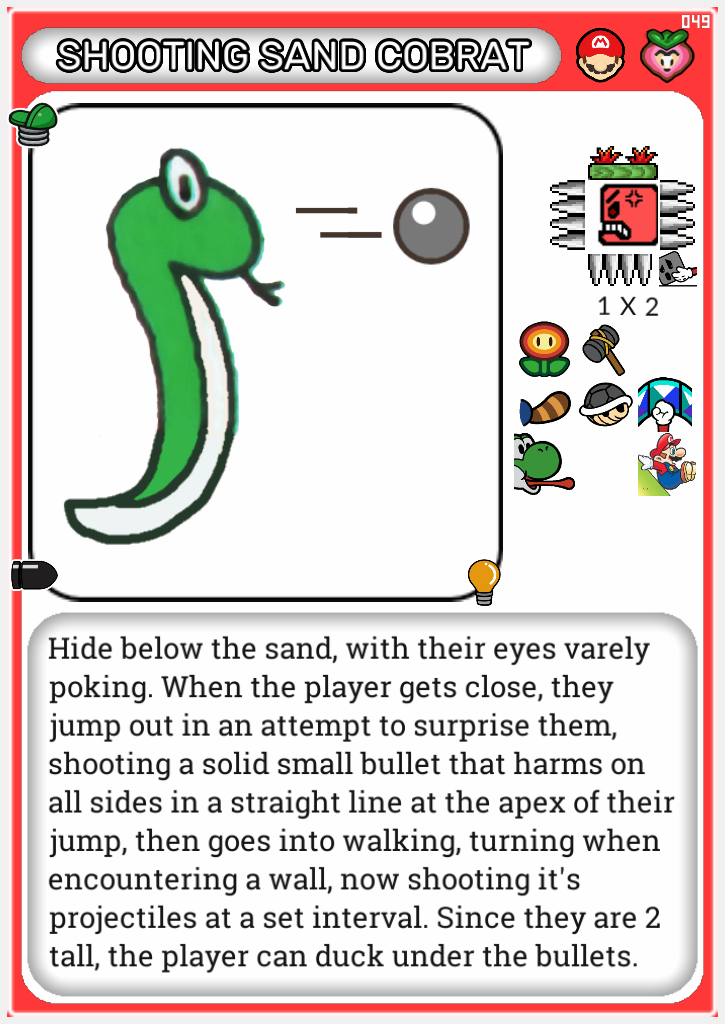 049
SHOOTING SAND COBRAT
1 X 2
Hide below the sand, with their eyes varely
poking. When the player gets close, they
jump out in an attempt to surprise them,
shooting a solid small bullet that harms on
all sides in a straight line at the apex of their
jump, then goes into walking, turning when
encountering a wall, now shooting it's
projectiles at a set interval. Since they are 2
tall, the player can duck under the bullets.